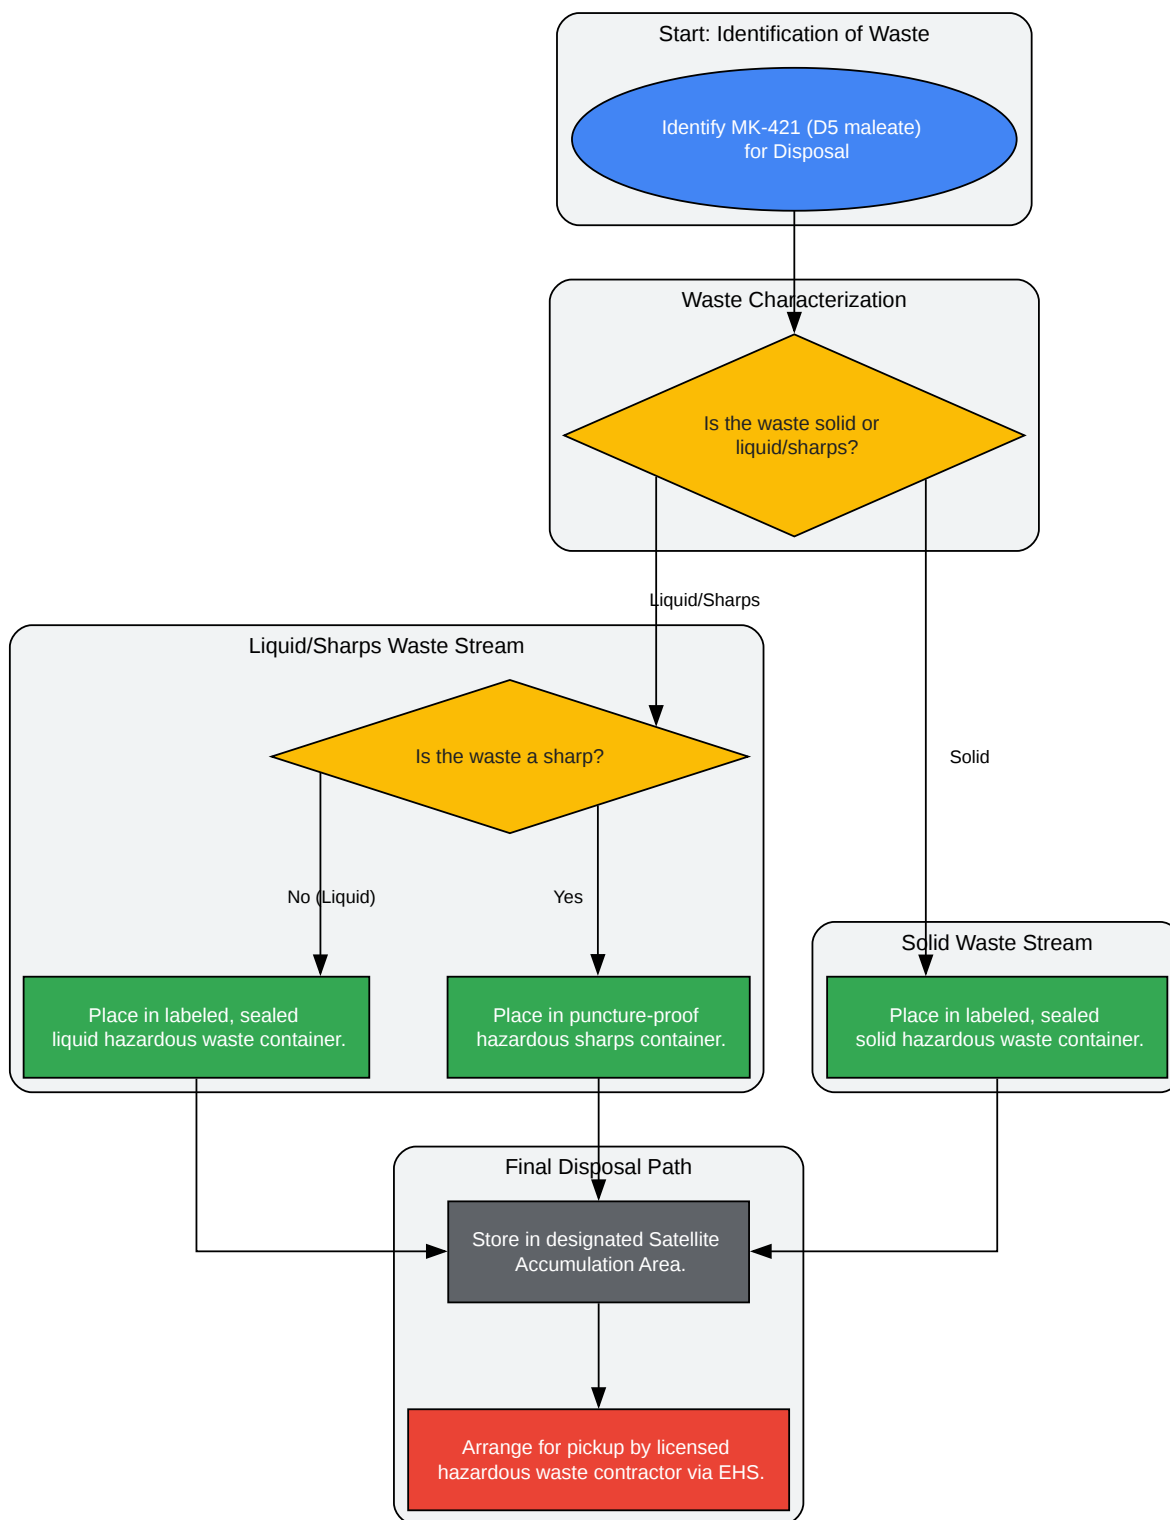 Start: Identification of Waste
Identify MK-421 (D5 maleate)
for Disposal
Waste Characterization
Is the waste solid or
liquid/sharps?
Liquid/Sharps
Liquid/Sharps Waste Stream
Is the waste a sharp?
Solid
No (Liquid)
Yes
Solid Waste Stream
Place in labeled, sealed
liquid hazardous waste container.
Place in puncture-proof
hazardous sharps container.
Place in labeled, sealed
solid hazardous waste container.
Final Disposal Path
Store in designated Satellite
Accumulation Area.
Arrange for pickup by licensed
hazardous waste contractor via EHS.